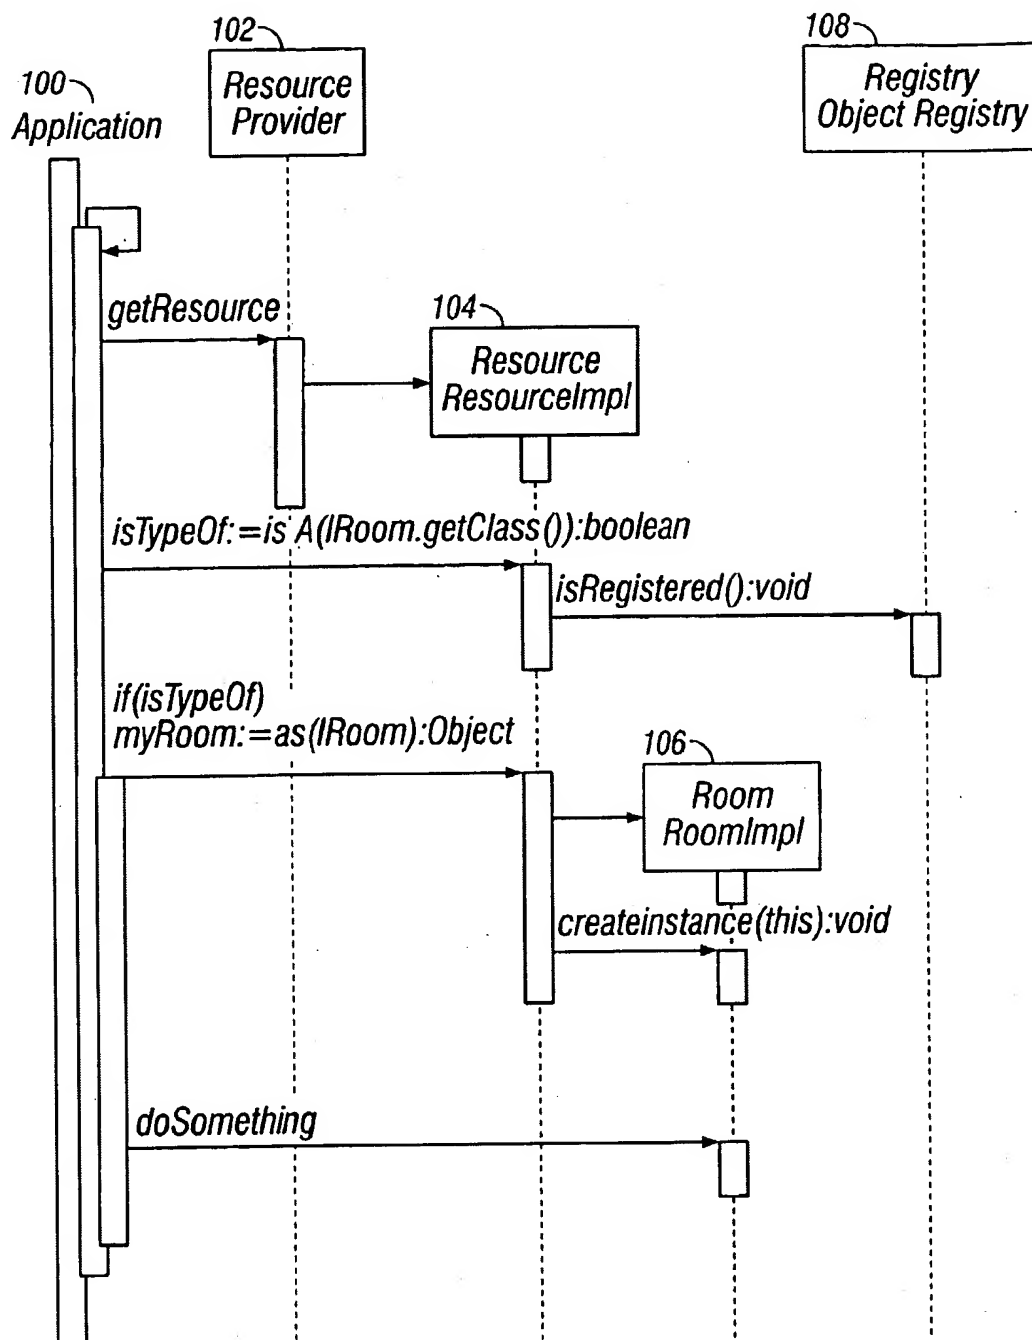 102
108
100
Resource
Provider
Registry
Object Registry
Application
getResource
104
Resource
ResourceImpl
isTypeOf:=is A(IRoom.getClass()):boolean
isRegistered():void
if(isTypeOf)
myRoom:=as(IRoom):Object
106
Room
RoomImpl
createinstance(this):void
doSomething